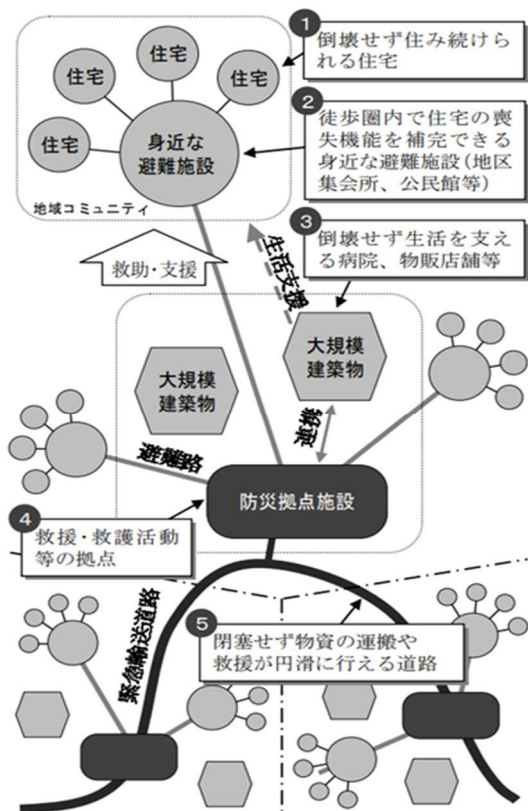 1
倒壊せず住み続けら
れる住宅
住宅
住宅
住宅
住宅
身近な
避難施設
地域コミュニティ
2
徒歩圏内で住宅の喪
失機能を補完できる
身近な避難施設(地区
集会所、公民館等)
3
倒壊せず生活を支え
る病院、物販店舗等
救助・支援
生活支援
大規模
建築物
大規模
建築物
連携
避難路
防災拠点施設
4
救援・救護活動
等の拠点
5
閉塞せず物資の運搬や
救援が円滑に行える道路
緊急輸送道路